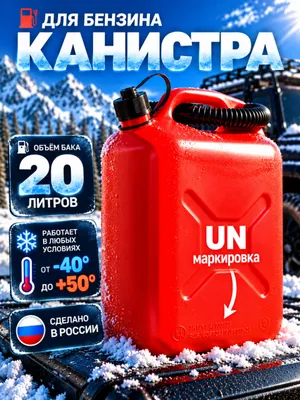 ДЛЯ БЕНЗИНА
КАНИСТРА
ОБЪЁМ БАКА
20
ЛИТРОВ
РАБОТАЕТ
В ЛЮБЫХ
УСЛОВИЯХ
ОТ -40°
ДО +50°
СДЕЛАНО
В РОССИИ
UN
маркировка